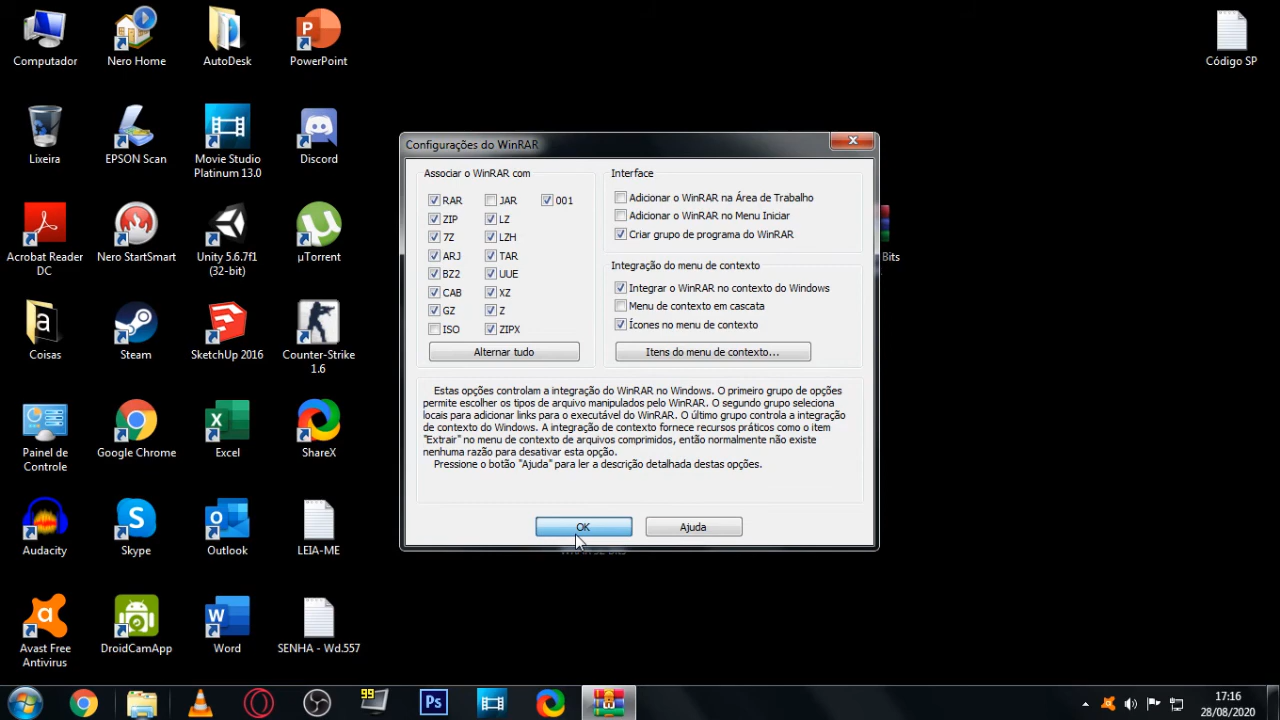 Computador
Nero Home
AutoDesk
PowerPoint
Código SP
Lixeira
EPSON Scan
Movie Studio
Platinum 13.0
Discord
Acrobat Reader
DC
Nero StartSmart
Unity 5.6.7f1
(32-bit)
µTorrent
Coisas
Steam
SketchUp 2016
Counter-Strike
1.6
Painel de
Controle
Google Chrome
Excel
ShareX
Audacity
Skype
Outlook
LEIA-ME
Avast Free
Antivirus
DroidCamApp
Word
SENHA - Wd.557
Configurações do WinRAR
Associar o WinRAR com
RAR
JAR
001
ZIP
LZ
7Z
LZH
ARJ
TAR
BZ2
UUE
CAB
XZ
GZ
Z
ISO
ZIPX
Alternar tudo
Interface
Adicionar o WinRAR na Área de Trabalho
Adicionar o WinRAR no Menu Iniciar
Criar grupo de programa do WinRAR
Integração do menu de contexto
Integrar o WinRAR no contexto do Windows
Menu de contexto em cascata
Ícones no menu de contexto
Itens do menu de contexto...
Estas opções controlam a integração do WinRAR no Windows. O primeiro grupo de opções
permite escolher os tipos de arquivo manipulados pelo WinRAR. O segundo grupo seleciona
locais para adicionar links para o executável do WinRAR. O último grupo controla a integração
de contexto do Windows. A integração de contexto fornece recursos práticos como o item
"Extrair" no menu de contexto de arquivos comprimidos, então normalmente não existe
nenhuma razão para desativar esta opção.
Pressione o botão "Ajuda" para ler a descrição detalhada destas opções.
OK
Ajuda
Bits
99
Ps
17:16
28/08/2020